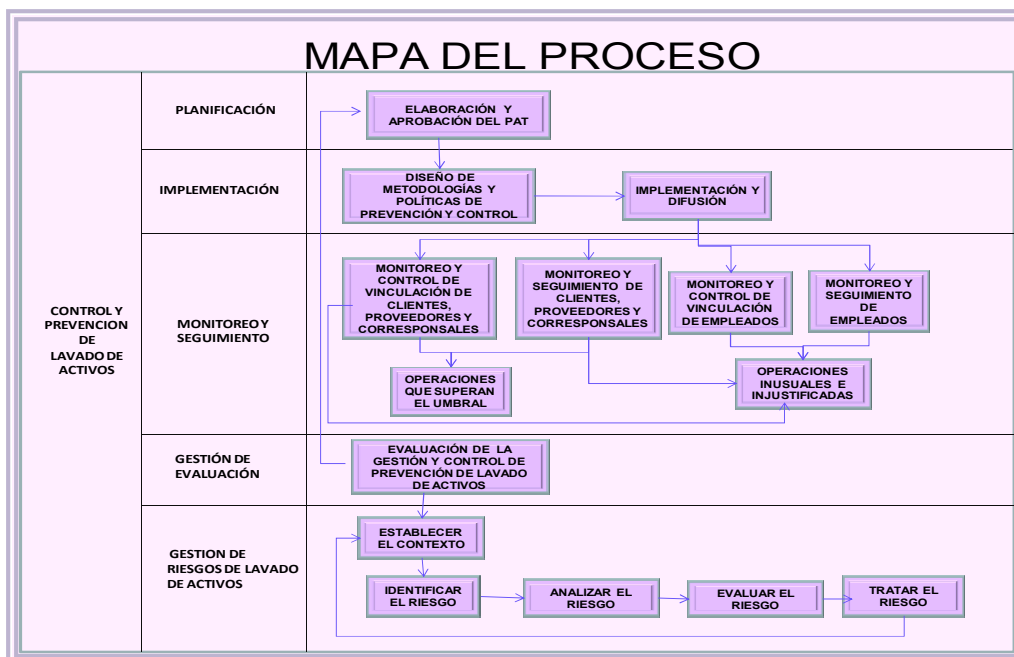 MAPA DEL PROCESO
CONTROL Y
PREVENCION
DE
LAVADO DE
ACTIVOS
PLANIFICACIÓN
ELABORACIÓN Y
APROBACIÓN DEL PAT
IMPLEMENTACIÓN
DISEÑO DE
METODOLOGÍAS Y
POLÍTICAS DE
PREVENCIÓN Y CONTROL
IMPLEMENTACIÓN Y
DIFUSIÓN
MONITOREO Y
SEGUIMIENTO
MONITOREO Y
CONTROL DE
VINCULACIÓN DE
CLIENTES,
PROVEEDORES Y
CORRESPONSALES
MONITOREO Y
SEGUIMIENTO DE
CLIENTES,
PROVEEDORES Y
CORRESPONSALES
MONITOREO Y
CONTROL DE
VINCULACIÓN
DE EMPLEADOS
MONITOREO Y
SEGUIMIENTO
DE
EMPLEADOS
OPERACIONES
QUE SUPERAN
EL UMBRAL
OPERACIONES
INUSUALES E
INJUSTIFICADAS
GESTIÓN DE
EVALUACIÓN
EVALUACIÓN DE LA
GESTIÓN Y CONTROL DE
PREVENCIÓN DE LAVADO
DE ACTIVOS
GESTION DE
RIESGOS DE LAVADO
DE ACTIVOS
ESTABLECER
EL CONTEXTO
IDENTIFICAR
EL RIESGO
ANALIZAR EL
RIESGO
EVALUAR EL
RIESGO
TRATAR EL
RIESGO